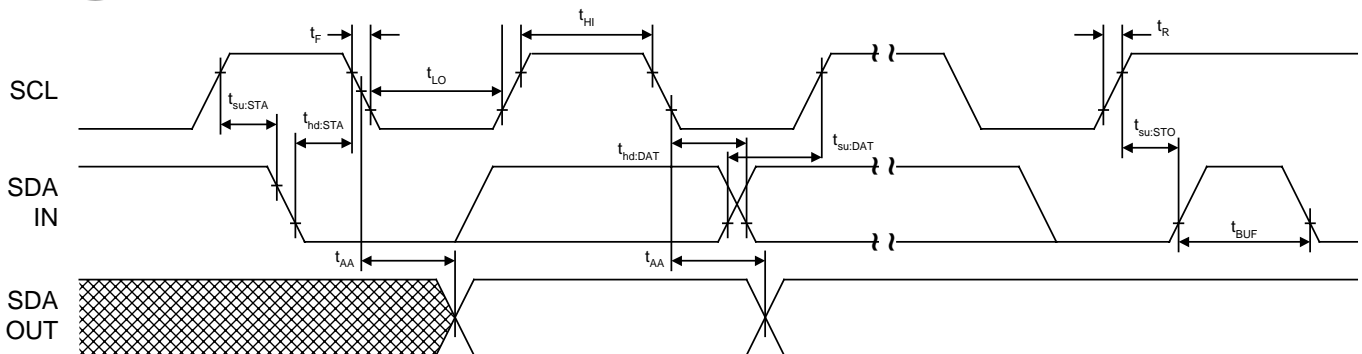 t_F
t_HI
t_R
SCL
t_LO
t_su:STA
t_hd:STA
t_hd:DAT
t_su:DAT
t_su:STO
SDA
IN
t_BUF
t_AA
t_AA
SDA
OUT